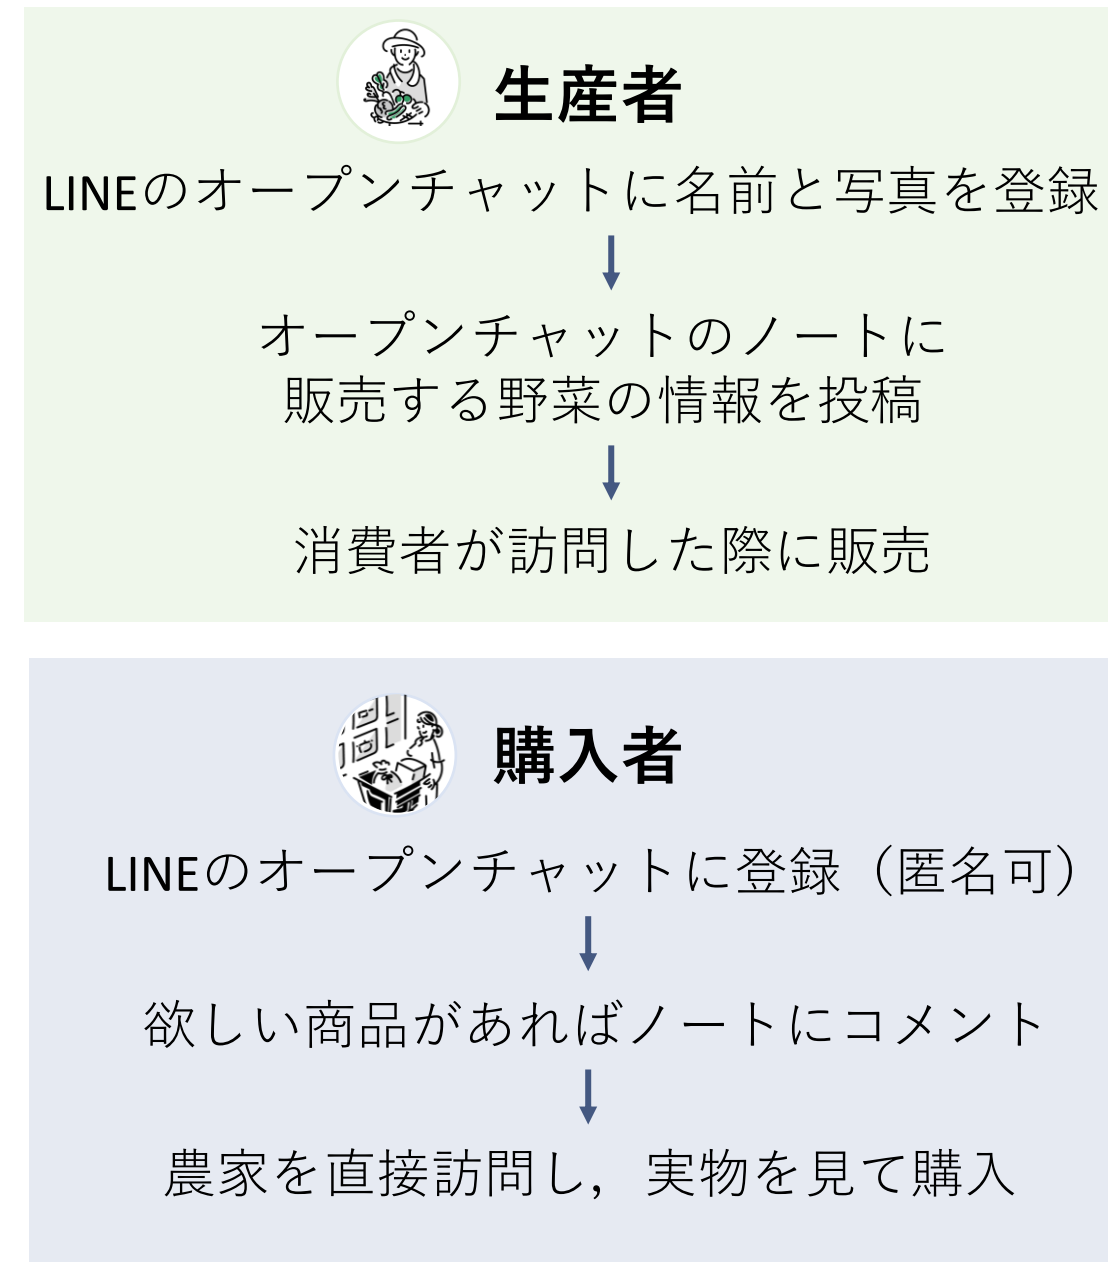 生産者
LINEのオープンチャットに名前と写真を登録
オープンチャットのノートに
販売する野菜の情報を投稿
消費者が訪問した際に販売
購入者
LINEのオープンチャットに登録（匿名可）
欲しい商品があればノートにコメント
農家を直接訪問し，実物を見て購入